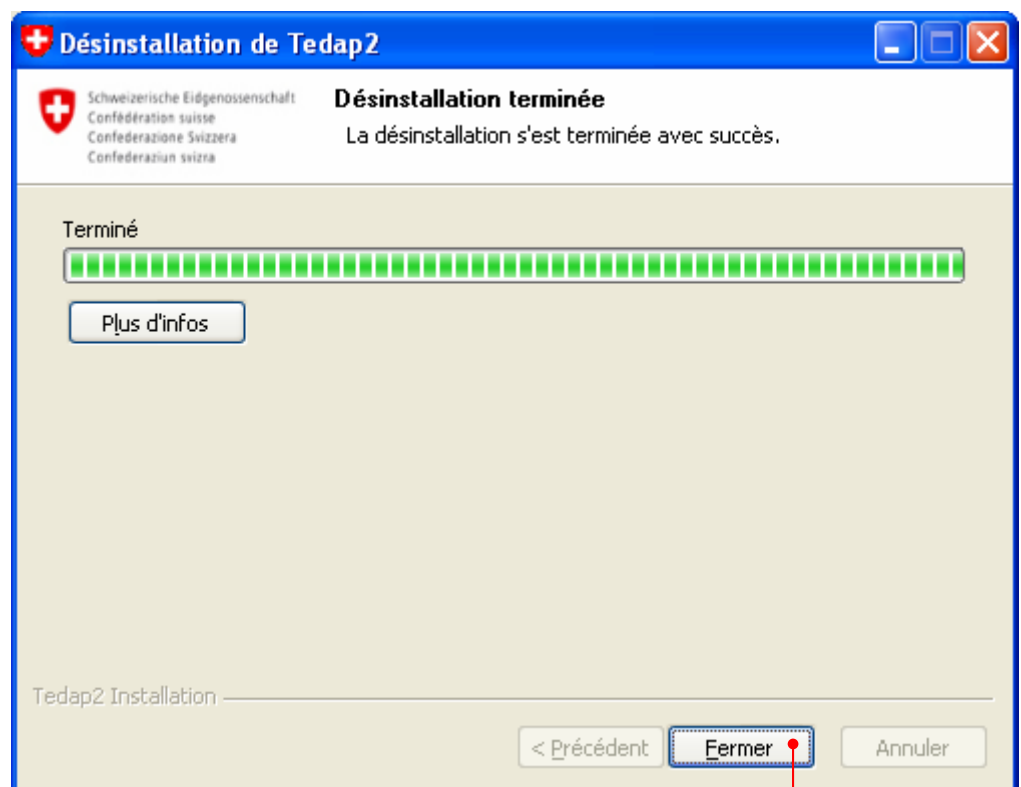 Désinstallation de Tedap2
Schweizerische Eidgenossenschaft
Confédération suisse
Confederazione Svizzera
Confederaziun svizra
Désinstallation terminée
La désinstallation s'est terminée avec succès.
Terminé
Plus d'infos
Tedap2 Installation
< Précédent
Fermer
Annuler